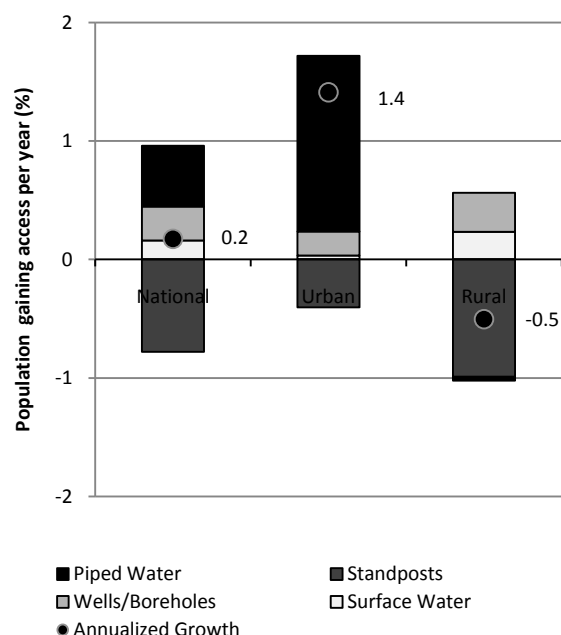 Population gaining access per year (%)
2
1
0
-1
-2
1.4
0.2
-0.5
National Urban Rural
Piped Water Standposts
Wells/Boreholes Surface Water
Annualized Growth